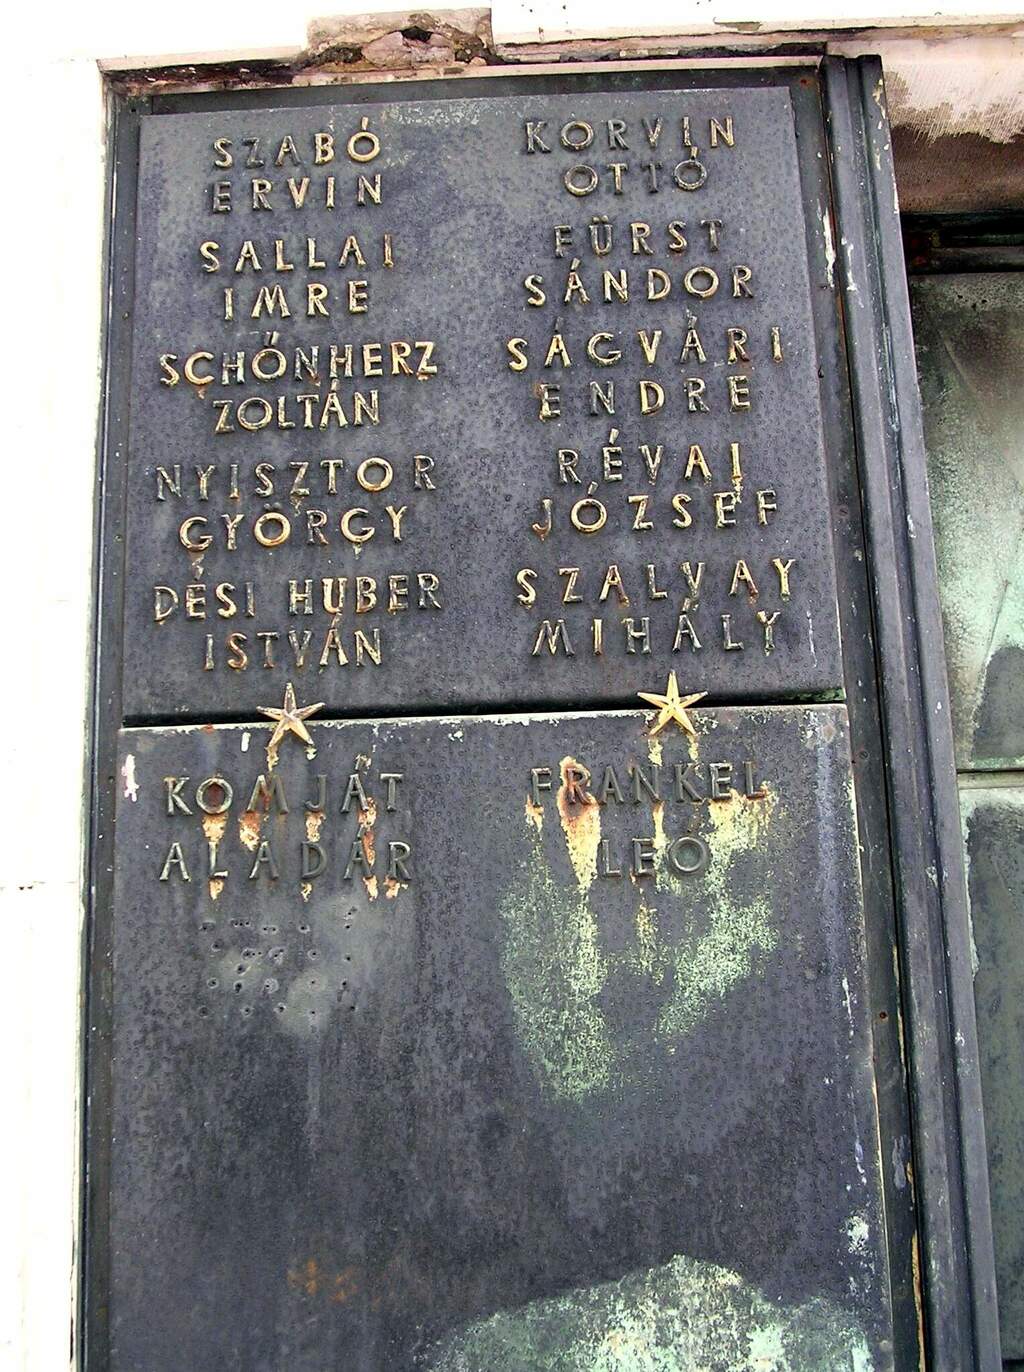 SZABÓ
ERVIN
SALLAI
IMRE
SCHŐNHERZ
ZOLTÁN
NYISZTOR
GYÖRGY
DÉSI HUBER
ISTVÁN
KOMJÁT
ALADÁR
KORVIN
OTTÓ
FÜRST
SÁNDOR
SÁGVÁRI
ENDRE
RÉVAI
JÓZSEF
SZALVAY
MIHÁLY
FRANKEL
LEÓ